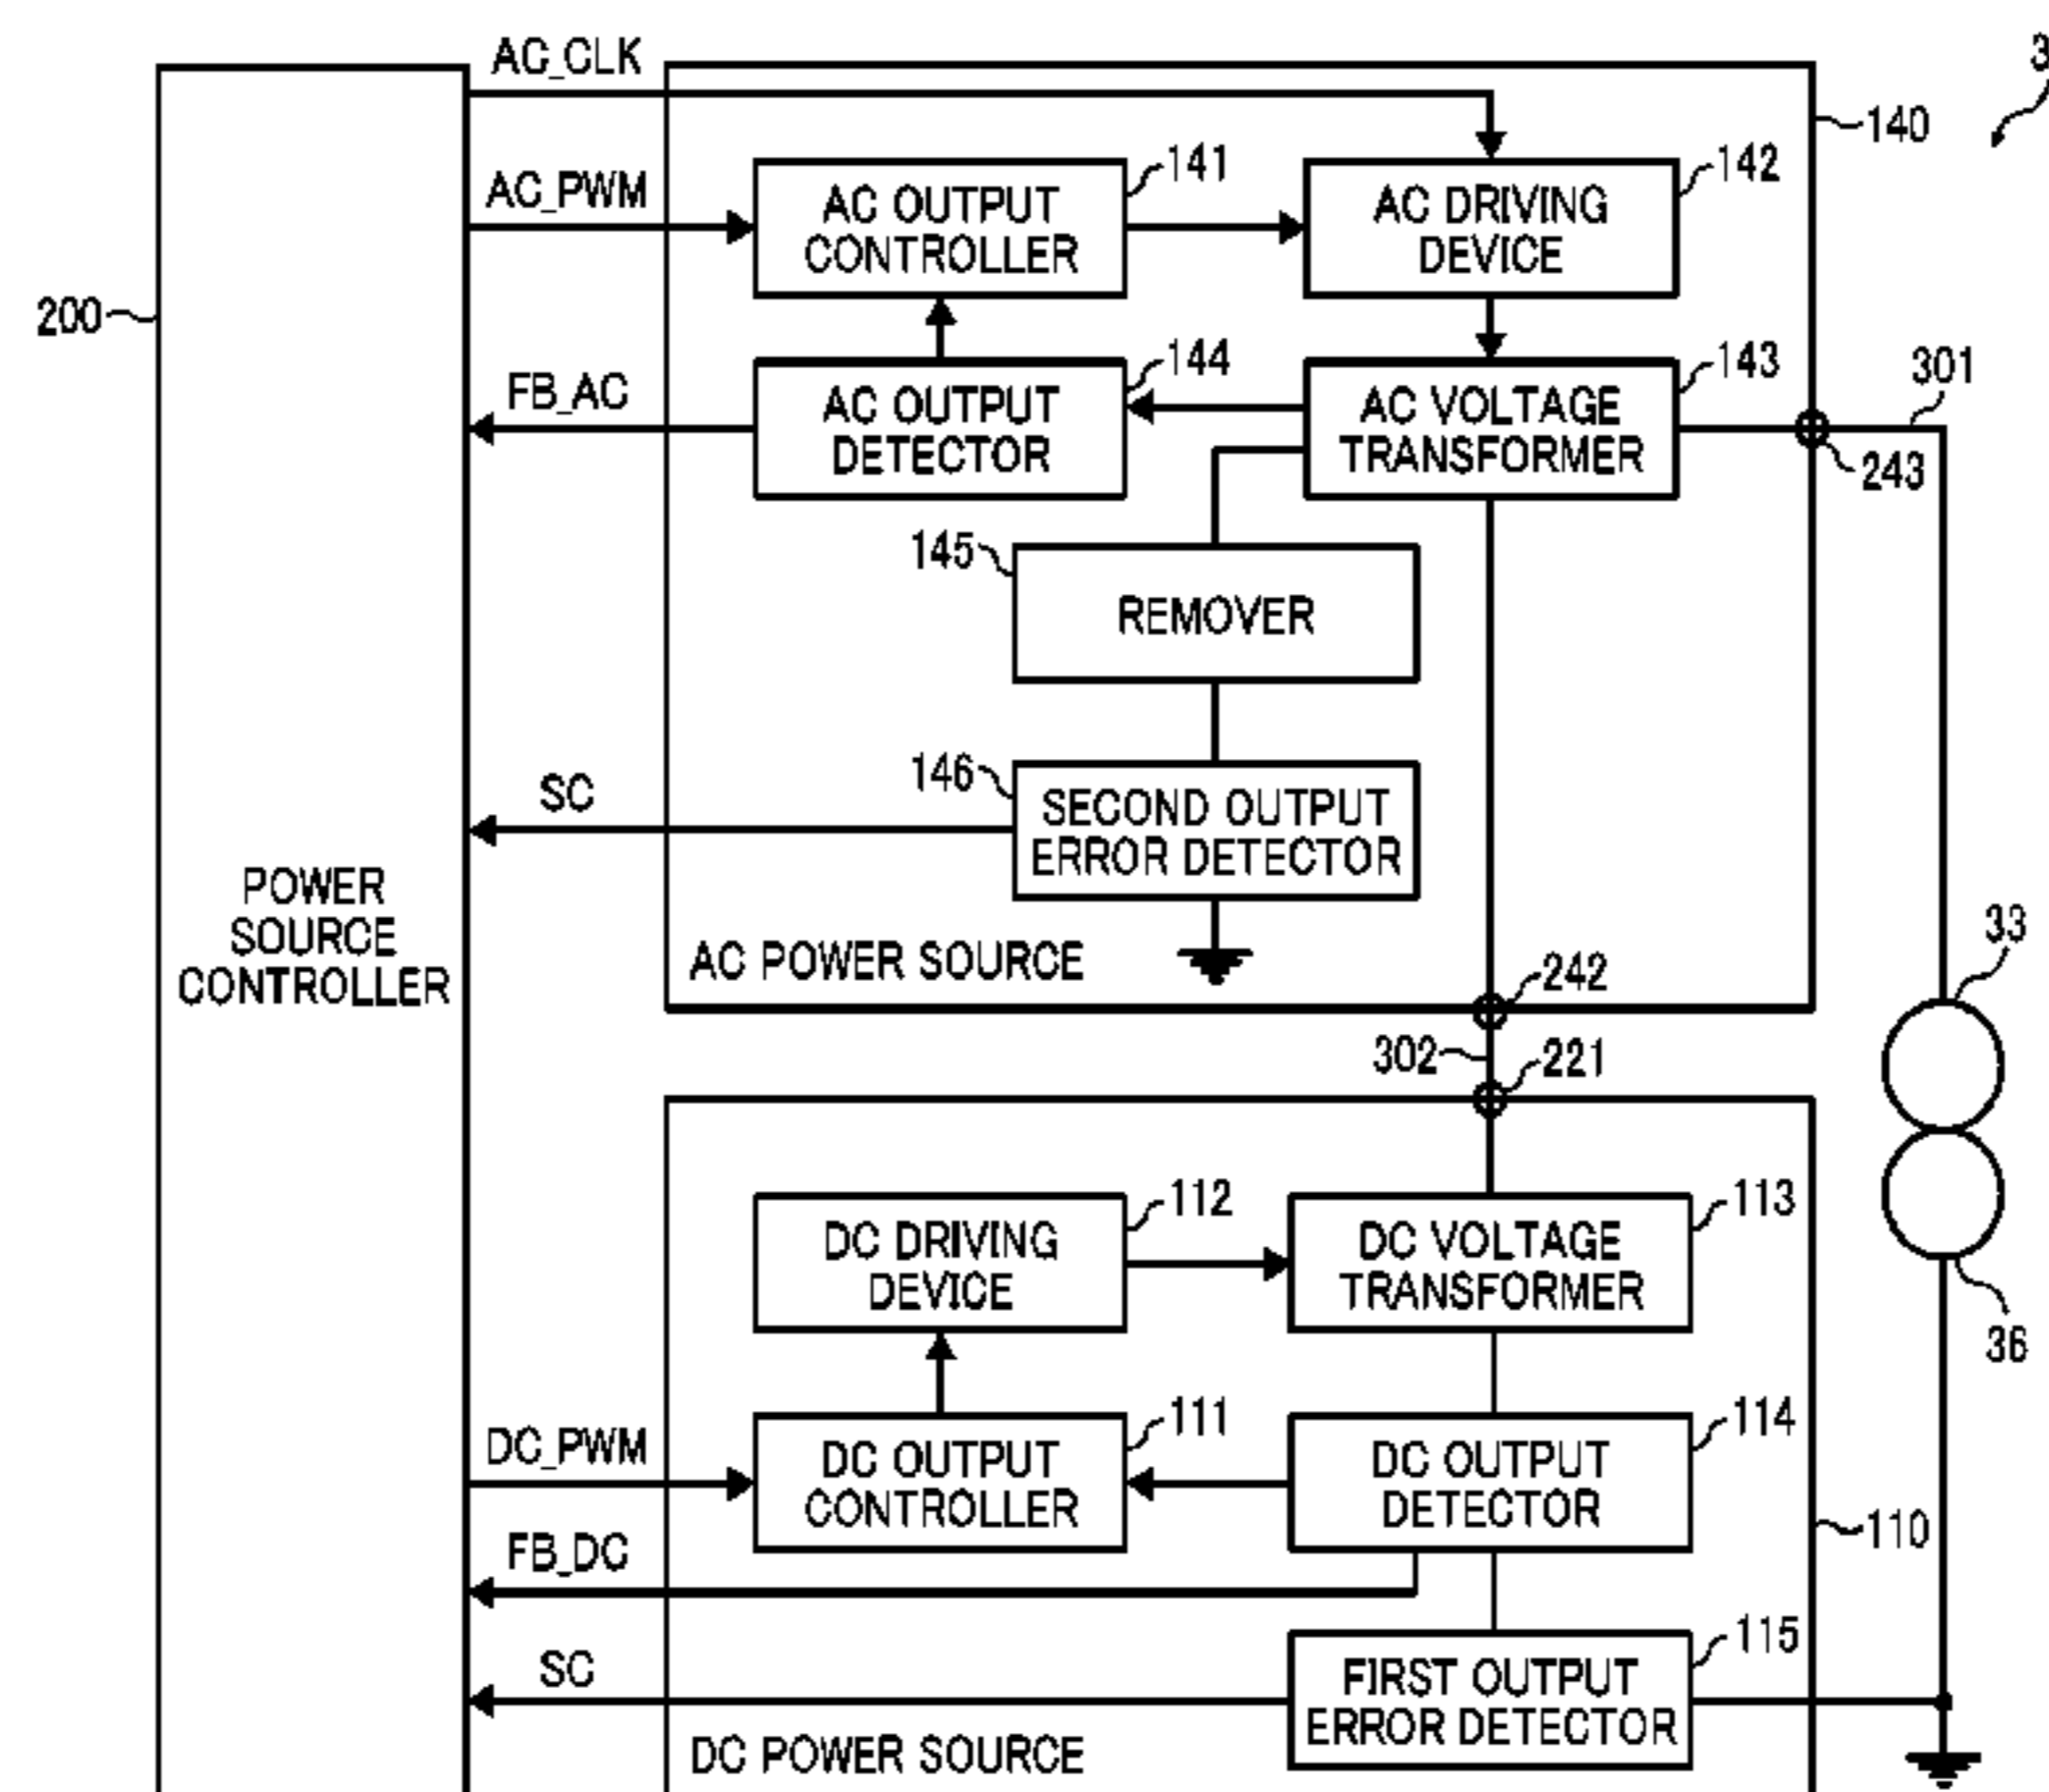 AC_CLK
3
140
AC_PWM
141
142
AC OUTPUT
CONTROLLER
AC DRIVING
DEVICE
200
FB_AC
144
143
301
AC OUTPUT
DETECTOR
AC VOLTAGE
TRANSFORMER
243
145
REMOVER
SC
146
SECOND OUTPUT
ERROR DETECTOR
POWER
SOURCE
CONTROLLER
AC POWER SOURCE
242
33
302
221
112
113
DC DRIVING
DEVICE
DC VOLTAGE
TRANSFORMER
36
DC_PWM
111
114
DC OUTPUT
CONTROLLER
DC OUTPUT
DETECTOR
110
FB_DC
SC
115
FIRST OUTPUT
ERROR DETECTOR
DC POWER SOURCE